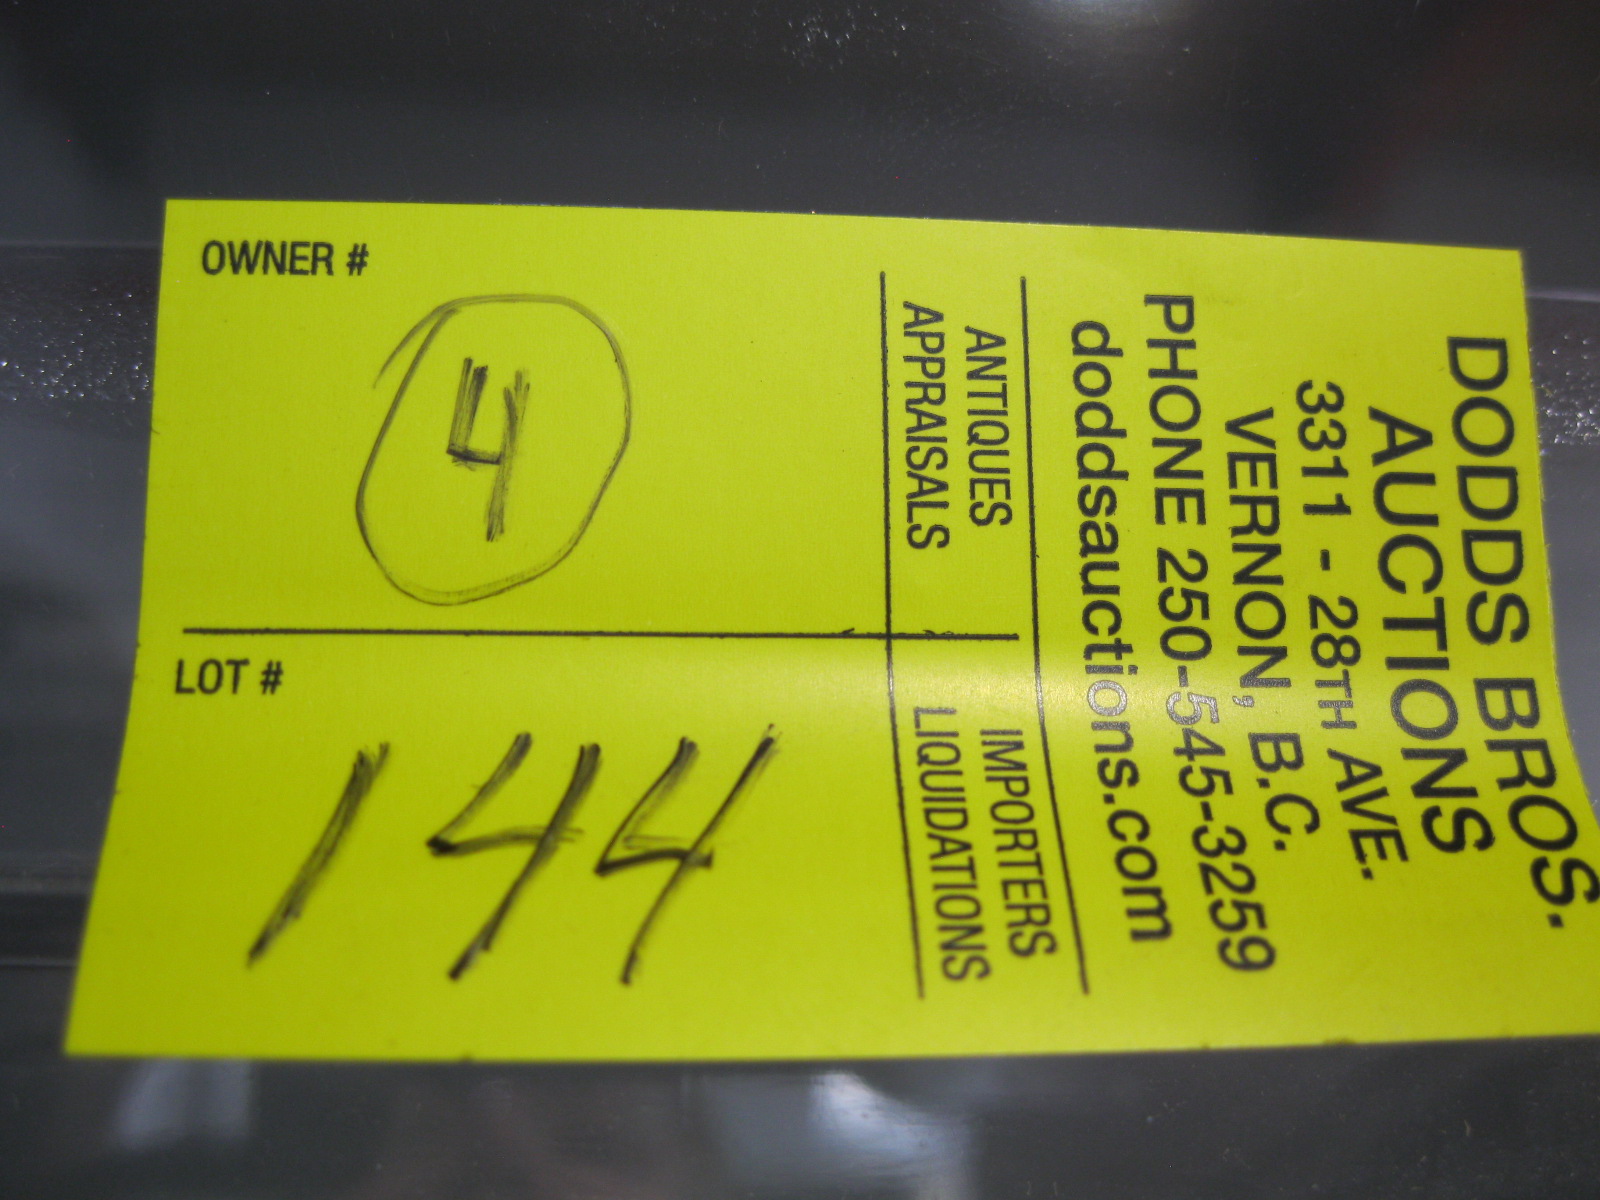 DODDS BROS.
AUCTIONS
3311 - 28TH AVE.
VERNON, B.C.
PHONE 250-545-3259
doddsauctions.com
ANTIQUES
APPRAISALS
IMPORTERS
LIQUIDATIONS
OWNER #
4
LOT #
144